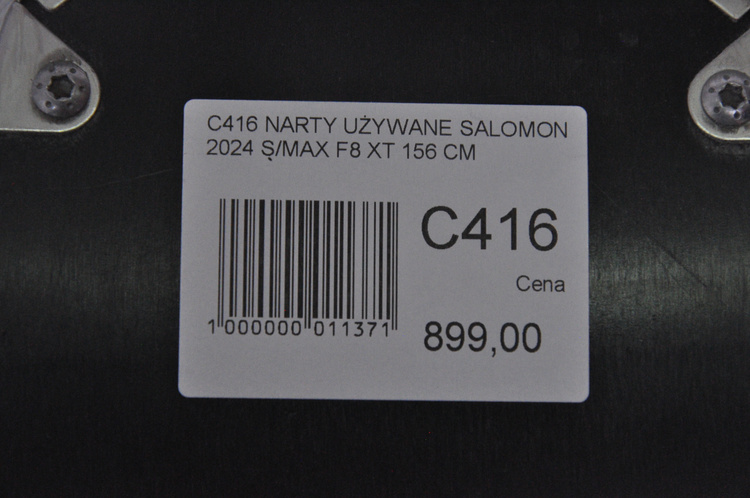 C416 NARTY UŻYWANE SALOMON
2024 S/MAX F8 XT 156 CM
C416
Cena
1 000000 011371
899,00